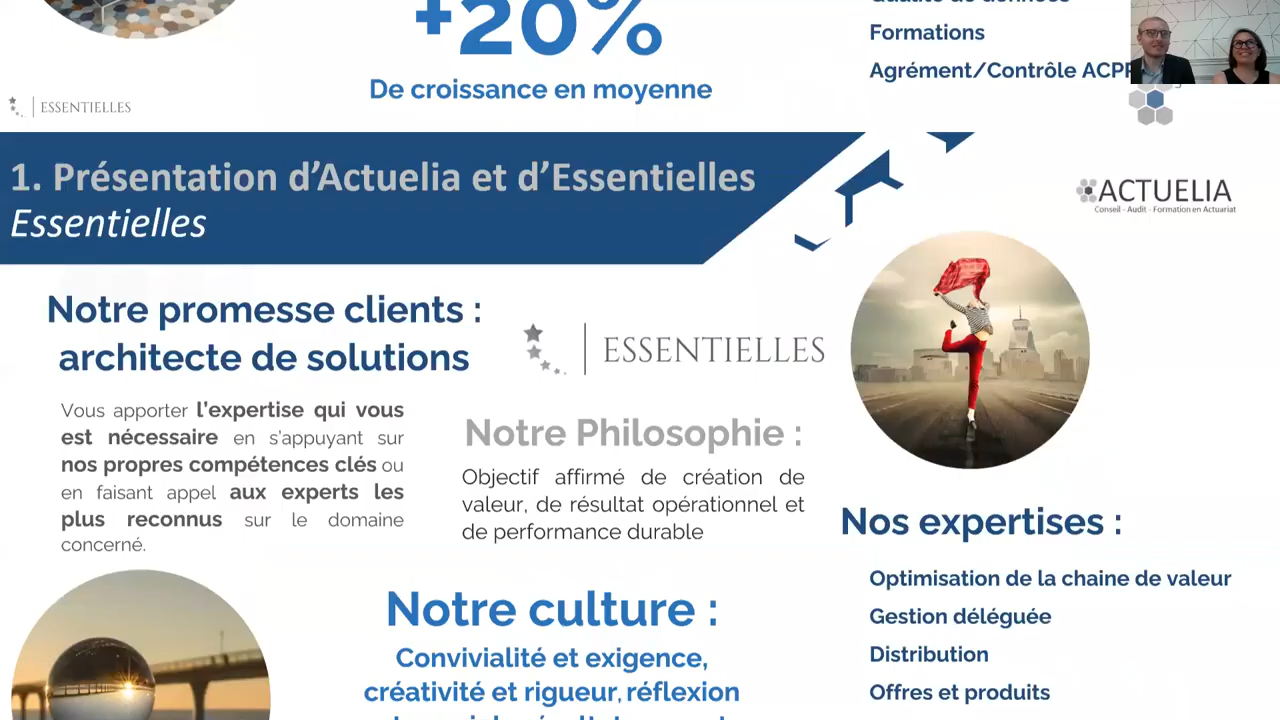 +20%
De croissance en moyenne
Qualité de données
Formations
Agrément/Contrôle ACPR
ESSENTIELLES
1. Présentation d’Actuelia et d’Essentielles
Essentielles
ACTUELIA
Conseil - Audit - Formation en Actuariat
Notre promesse clients :
architecte de solutions
Vous apporter l’expertise qui vous
est nécessaire en s’appuyant sur
nos propres compétences clés ou
en faisant appel aux experts les
plus reconnus sur le domaine
concerné.
ESSENTIELLES
Notre Philosophie :
Objectif affirmé de création de
valeur, de résultat opérationnel et
de performance durable
Notre culture :
Convivialité et exigence,
créativité et rigueur, réflexion
Nos expertises :
Optimisation de la chaine de valeur
Gestion déléguée
Distribution
Offres et produits